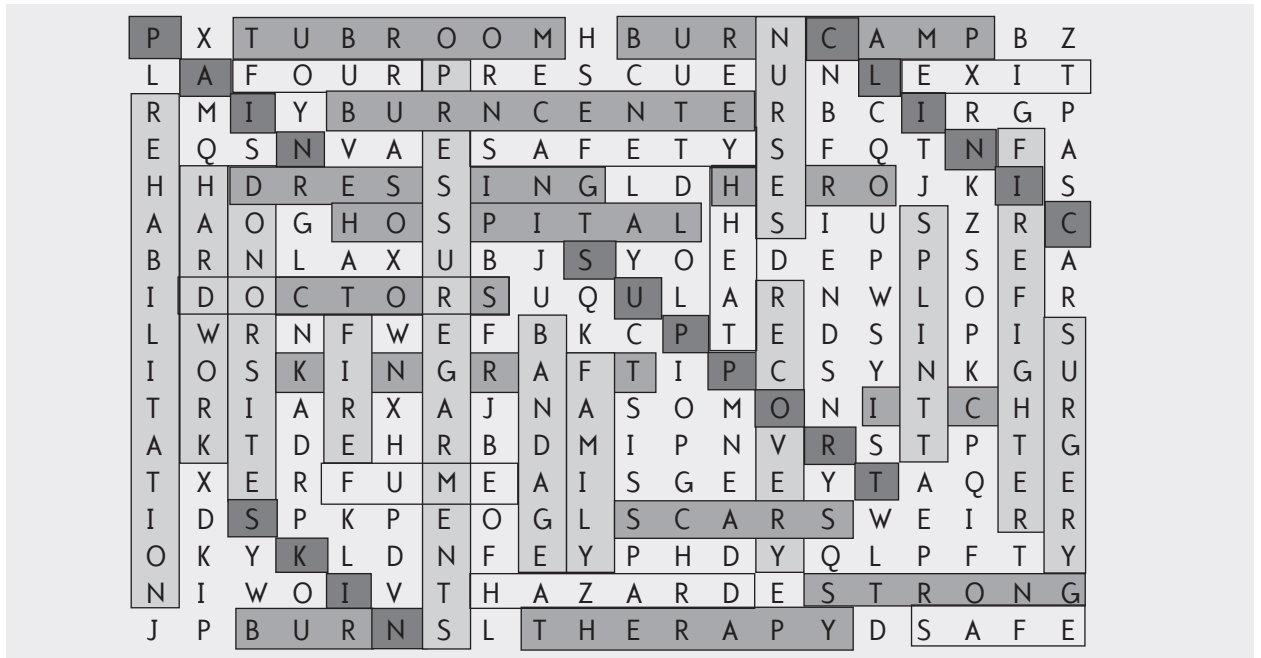 P X T U B R O O M H B U R N C A M P B Z
L A F O U R P R E S C U E U N L E X I T
R M I Y B U R N C E N T E R B C I R G P
E Q S N V A E S A F E T Y S F Q T N F A
H H D R E S S I N G L D H E R O J K I S
A A O G H O S P I T A L H S I U S Z R C
B R N L A X U B J S Y O E D E P P S E A
I D O C T O R S U Q U L A R N W L O F R
L W R N F W E F B K C P T E D S I P I S
I O S K I N G R A F T I P C S Y N K G U
T R I A R X A J N A S O M O N I T C H R
A K T D E H R B D M I P N V R S T P T G
T X E R F U M E A I S G E E Y T A Q E E
I D S P K P E O G L S C A R S W E I R R
O K Y K L D N F E Y P H D Y Q L P F T Y
N I W O I V T H A Z A R D E S T R O N G
J P B U R N S L T H E R A P Y D S A F E